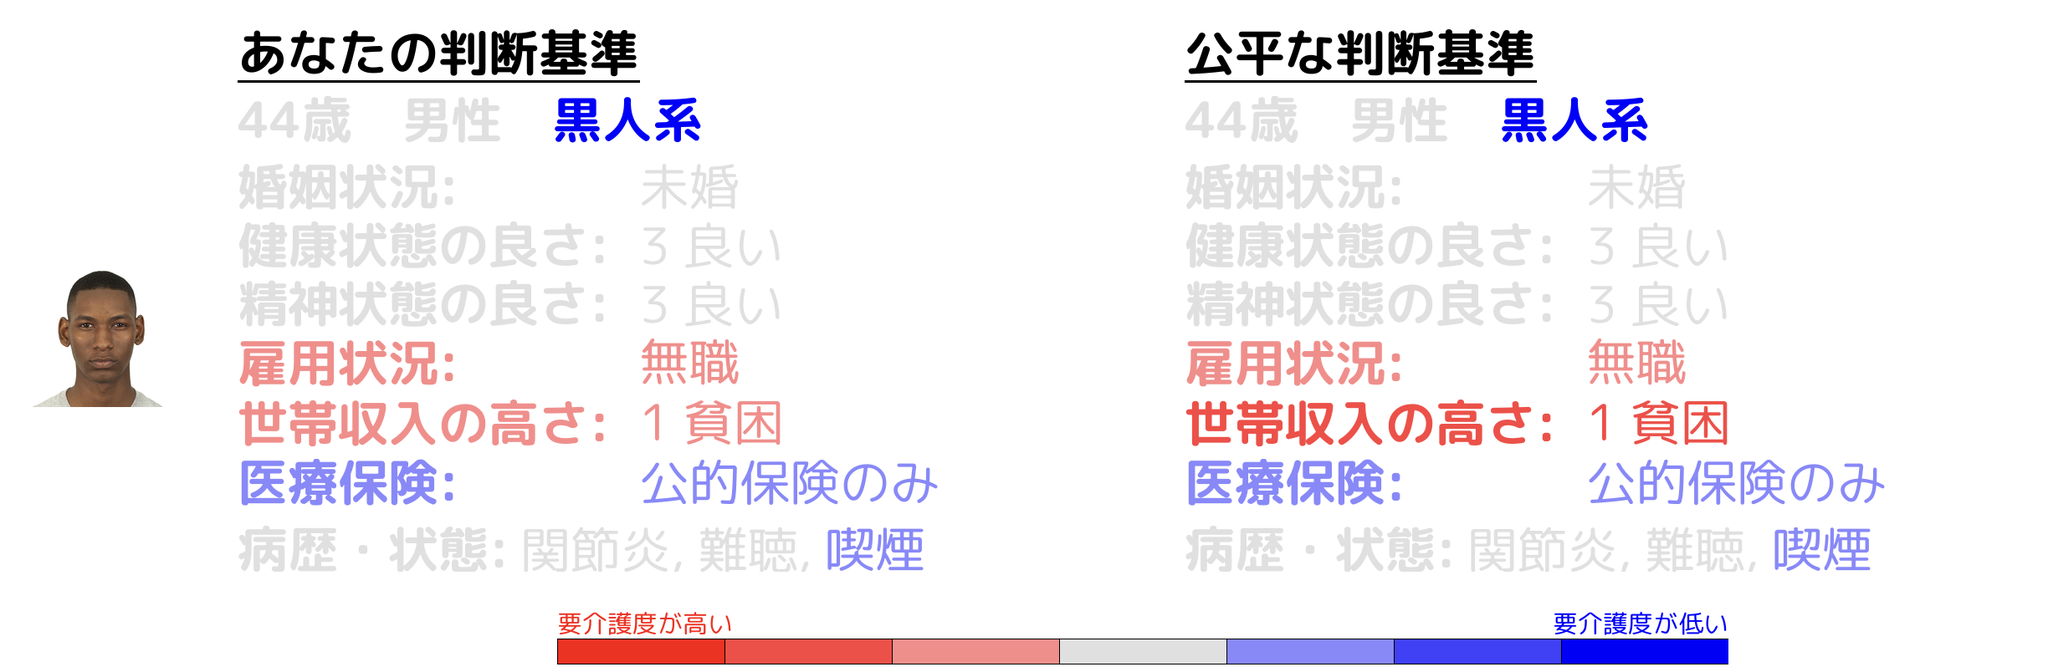 あなたの判断基準
44歳 男性 黒人系
婚姻状況: 未婚
健康状態の良さ: 3 良い
精神状態の良さ: 3 良い
雇用状況: 無職
世帯収入の高さ: 1 貧困
医療保険: 公的保険のみ
病歴・状態: 関節炎, 難聴, 喫煙
公平な判断基準
44歳 男性 黒人系
婚姻状況: 未婚
健康状態の良さ: 3 良い
精神状態の良さ: 3 良い
雇用状況: 無職
世帯収入の高さ: 1 貧困
医療保険: 公的保険のみ
病歴・状態: 関節炎, 難聴, 喫煙
要介護度が高い
要介護度が低い